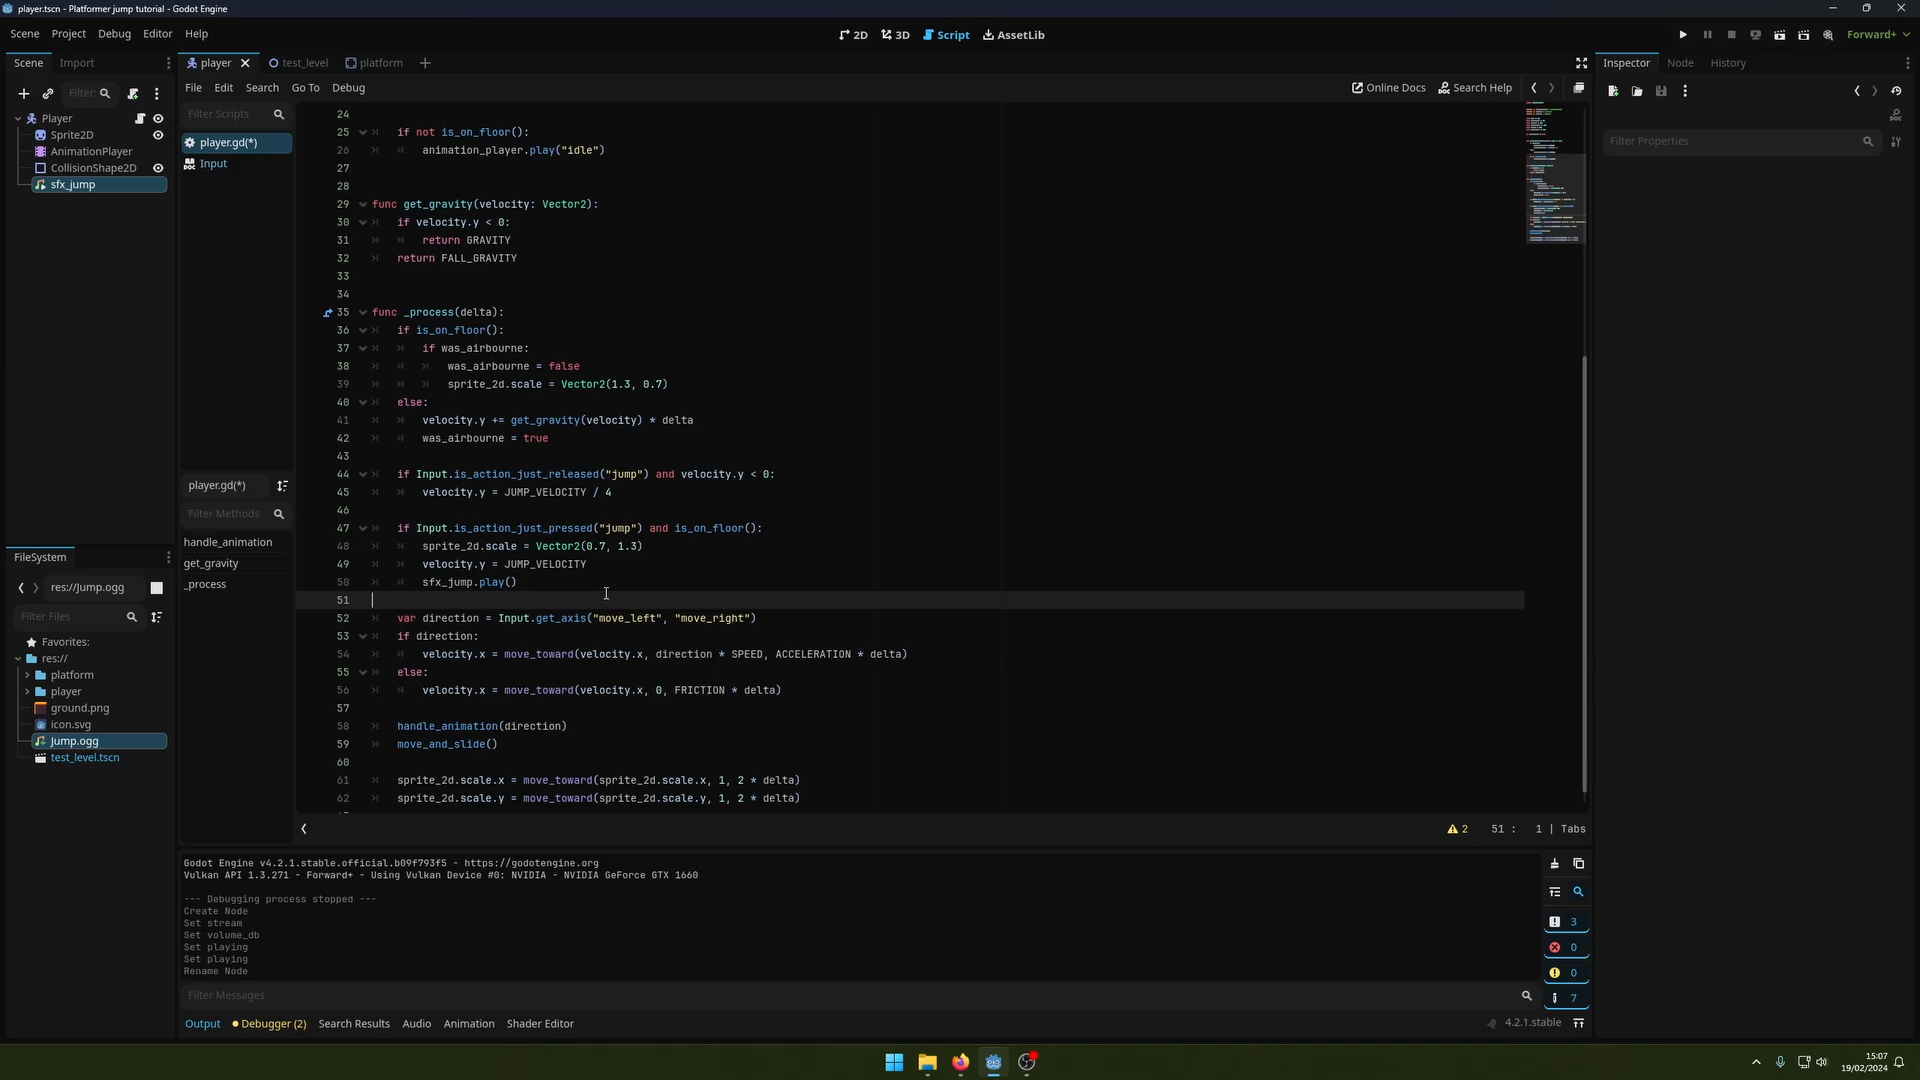 player.tscn - Platformer jump tutorial - Godot Engine
Scene Project Debug Editor Help
2D 3D Script AssetLib
Forward+
Scene Import
player test_level platform
Inspector Node History
File Edit Search Go To Debug
Online Docs Search Help
Filter:
Filter Scripts
Filter Properties
Player
Sprite2D
AnimationPlayer
CollisionShape2D
sfx_jump
player.gd(*)
Input
player.gd(*)
Filter Methods
handle_animation
get_gravity
_process
FileSystem
res://Jump.ogg
Filter Files
Favorites:
res://
platform
player
ground.png
icon.svg
Jump.ogg
test_level.tscn
24
25 if not is_on_floor():
26 animation_player.play("idle")
27
28
29 func get_gravity(velocity: Vector2):
30 if velocity.y < 0:
31 return GRAVITY
32 return FALL_GRAVITY
33
34
35 func _process(delta):
36 if is_on_floor():
37 if was_airbourne:
38 was_airbourne = false
39 sprite_2d.scale = Vector2(1.3, 0.7)
40 else:
41 velocity.y += get_gravity(velocity) * delta
42 was_airbourne = true
43
44 if Input.is_action_just_released("jump") and velocity.y < 0:
45 velocity.y = JUMP_VELOCITY / 4
46
47 if Input.is_action_just_pressed("jump") and is_on_floor():
48 sprite_2d.scale = Vector2(0.7, 1.3)
49 velocity.y = JUMP_VELOCITY
50 sfx_jump.play()
51
52 var direction = Input.get_axis("move_left", "move_right")
53 if direction:
54 velocity.x = move_toward(velocity.x, direction * SPEED, ACCELERATION * delta)
55 else:
56 velocity.x = move_toward(velocity.x, 0, FRICTION * delta)
57
58 handle_animation(direction)
59 move_and_slide()
60
61 sprite_2d.scale.x = move_toward(sprite_2d.scale.x, 1, 2 * delta)
62 sprite_2d.scale.y = move_toward(sprite_2d.scale.y, 1, 2 * delta)
2 51 : 1 | Tabs
Godot Engine v4.2.1.stable.official.b09f793f5 - https://godotengine.org
Vulkan API 1.3.271 - Forward+ - Using Vulkan Device #0: NVIDIA - NVIDIA GeForce GTX 1660
--- Debugging process stopped ---
Create Node
Set stream
Set volume_db
Set playing
Set playing
Rename Node
3
0
0
7
Filter Messages
Output Debugger (2) Search Results Audio Animation Shader Editor
4.2.1.stable
15:07
19/02/2024